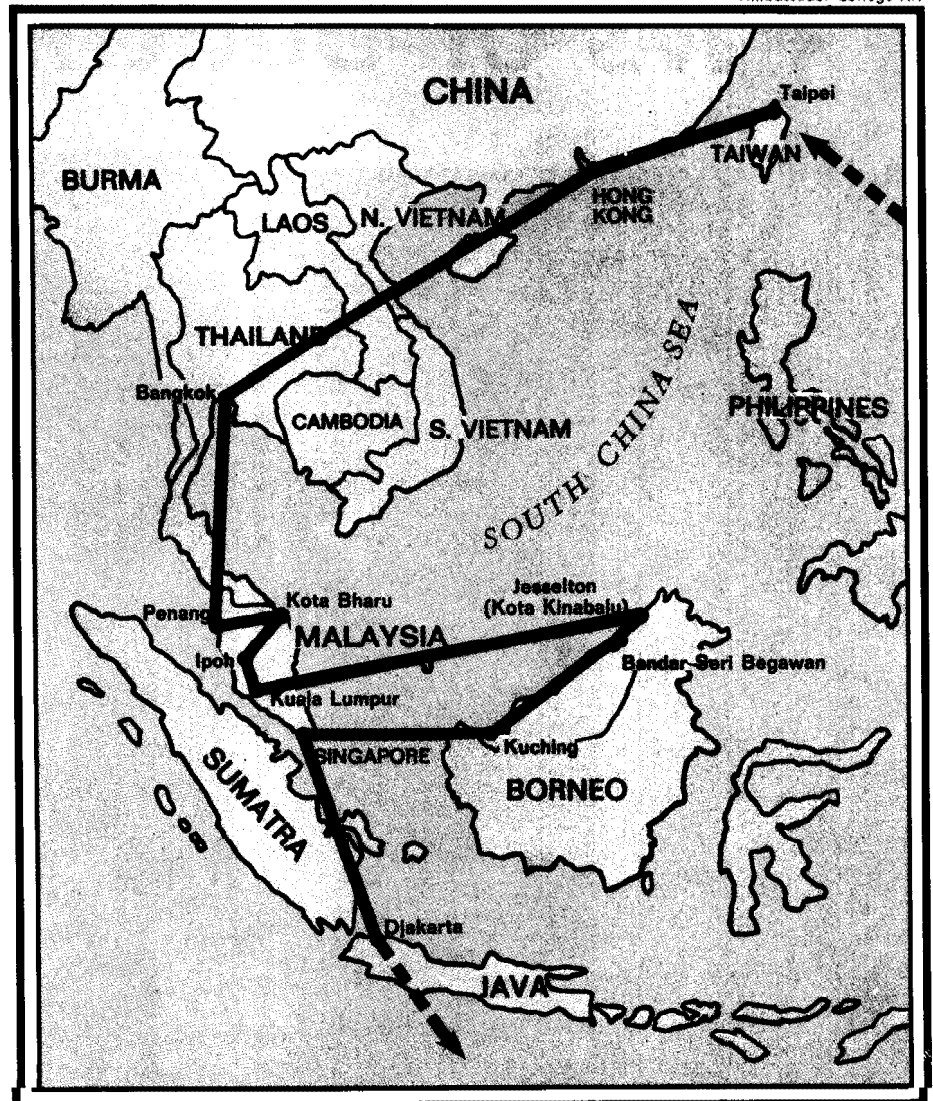 CHINA
Taipei
TAIWAN
BURMA
HONG
KONG
LAOS
N. VIETNAM
THAILAND
Bangkok
CAMBODIA
S. VIETNAM
SOUTH CHINA SEA
PHILIPPINES
Penang
Kota Bharu
Jesselton
(Kota Kinabalu)
MALAYSIA
Ipoh
Bandar Seri Begawan
Kuala Lumpur
SINGAPORE
Kuching
SUMATRA
BORNEO
Djakarta
JAVA